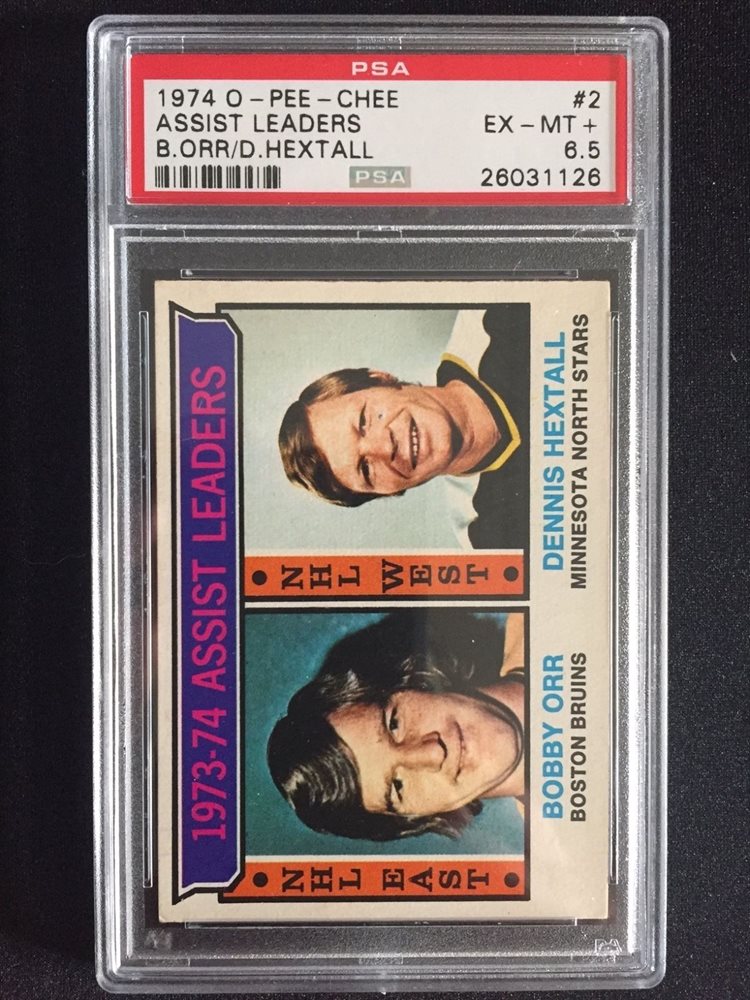 PSA
1974 O-PEE-CHEE #2
ASSIST LEADERS EX-MT+
B.ORR/D.HEXTALL 6.5
PSA 26031126
1973-74 ASSIST LEADERS
NHL EAST
NHL WEST
BOBBY ORR
BOSTON BRUINS
DENNIS HEXTALL
MINNESOTA NORTH STARS